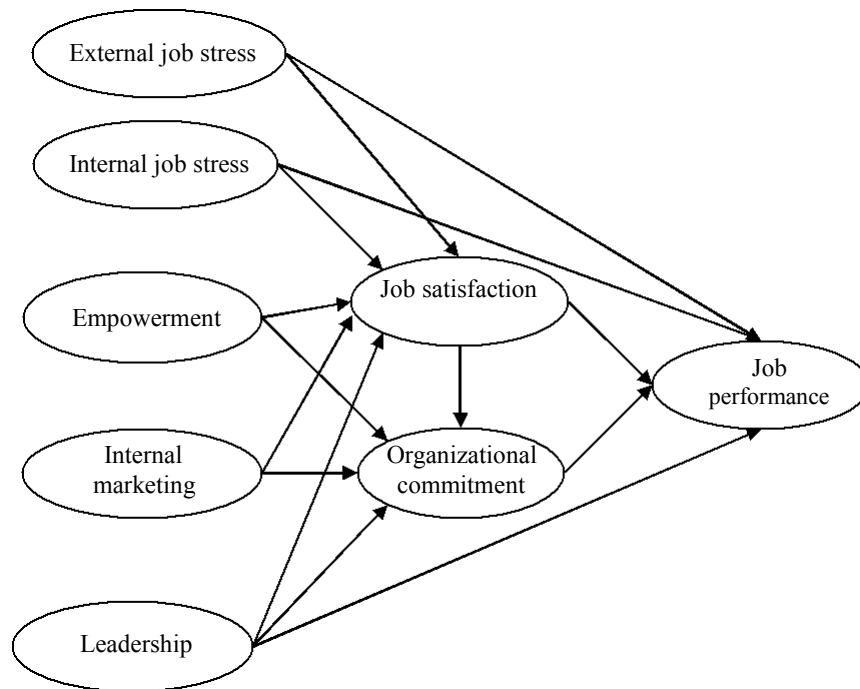 External job stress
Internal job stress
Empowerment
Job satisfaction
Job
performance
Internal
marketing
Organizational
commitment
Leadership